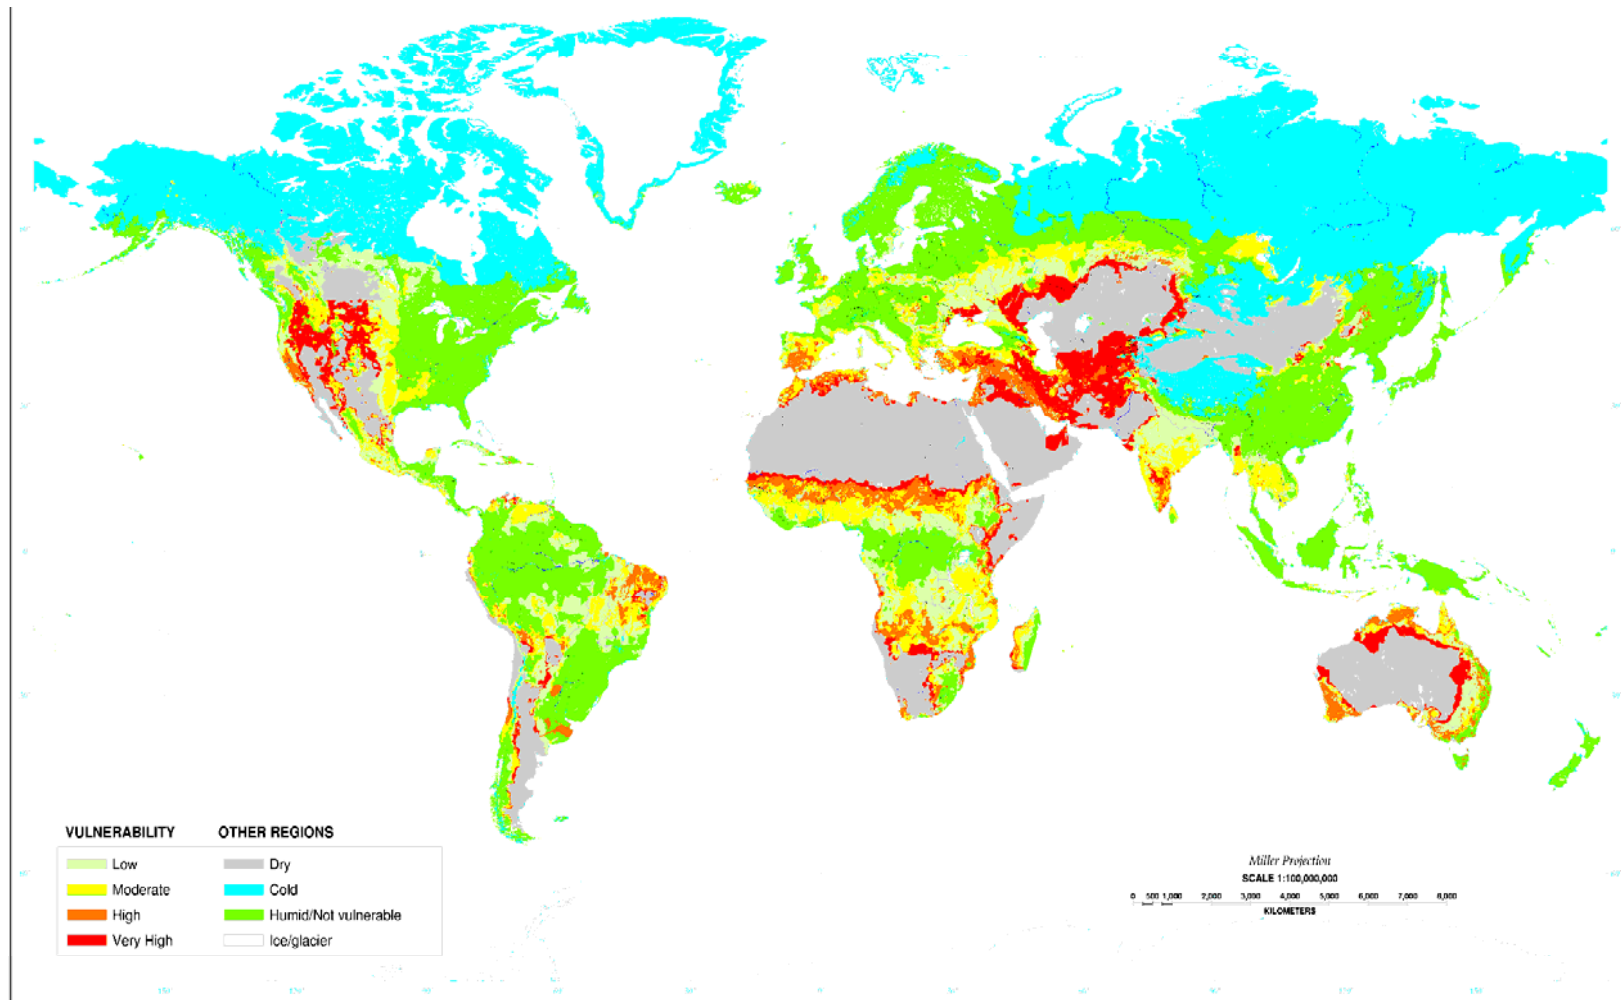 VULNERABILITY
OTHER REGIONS
Low
Dry
Moderate
Cold
High
Humid/Not vulnerable
Very High
Ice/glacier
Miller Projection
SCALE 1:100,000,000
0 500 1,000 2,000 3,000 4,000 5,000 6,000 7,000 8,000
KILOMETERS